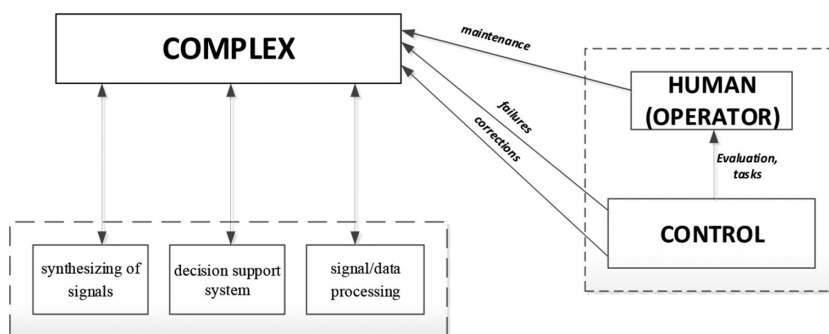 COMPLEX
maintenance
failures
corrections
HUMAN
(OPERATOR)
Evaluation,
tasks
CONTROL
synthesizing of
signals
decision support
system
signal/data
processing